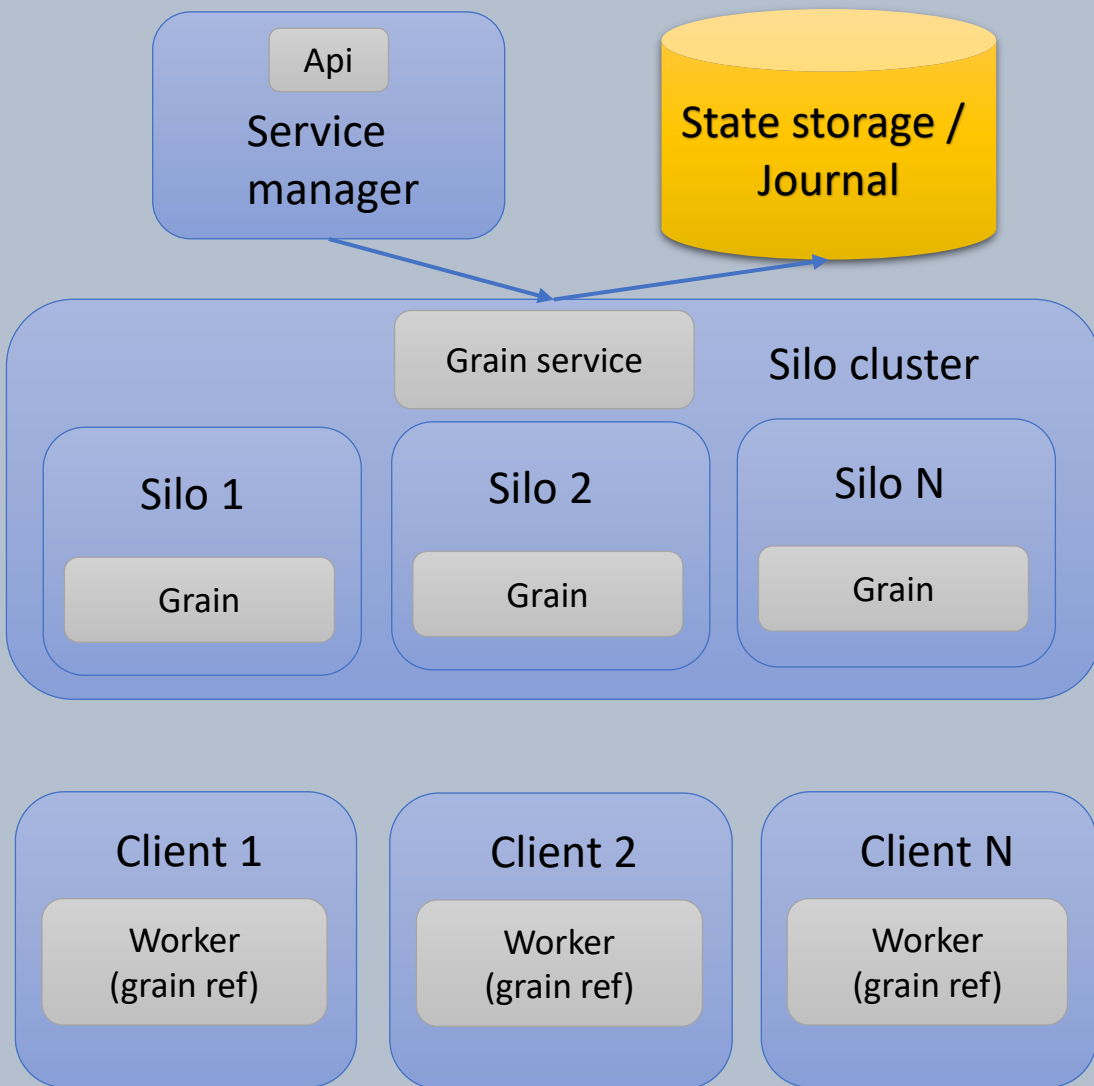 Api
Service
manager
State storage /
Journal
Grain service
Silo cluster
Silo 1
Silo 2
Silo N
Grain
Grain
Grain
Client 1
Client 2
Client N
Worker
(grain ref)
Worker
(grain ref)
Worker
(grain ref)